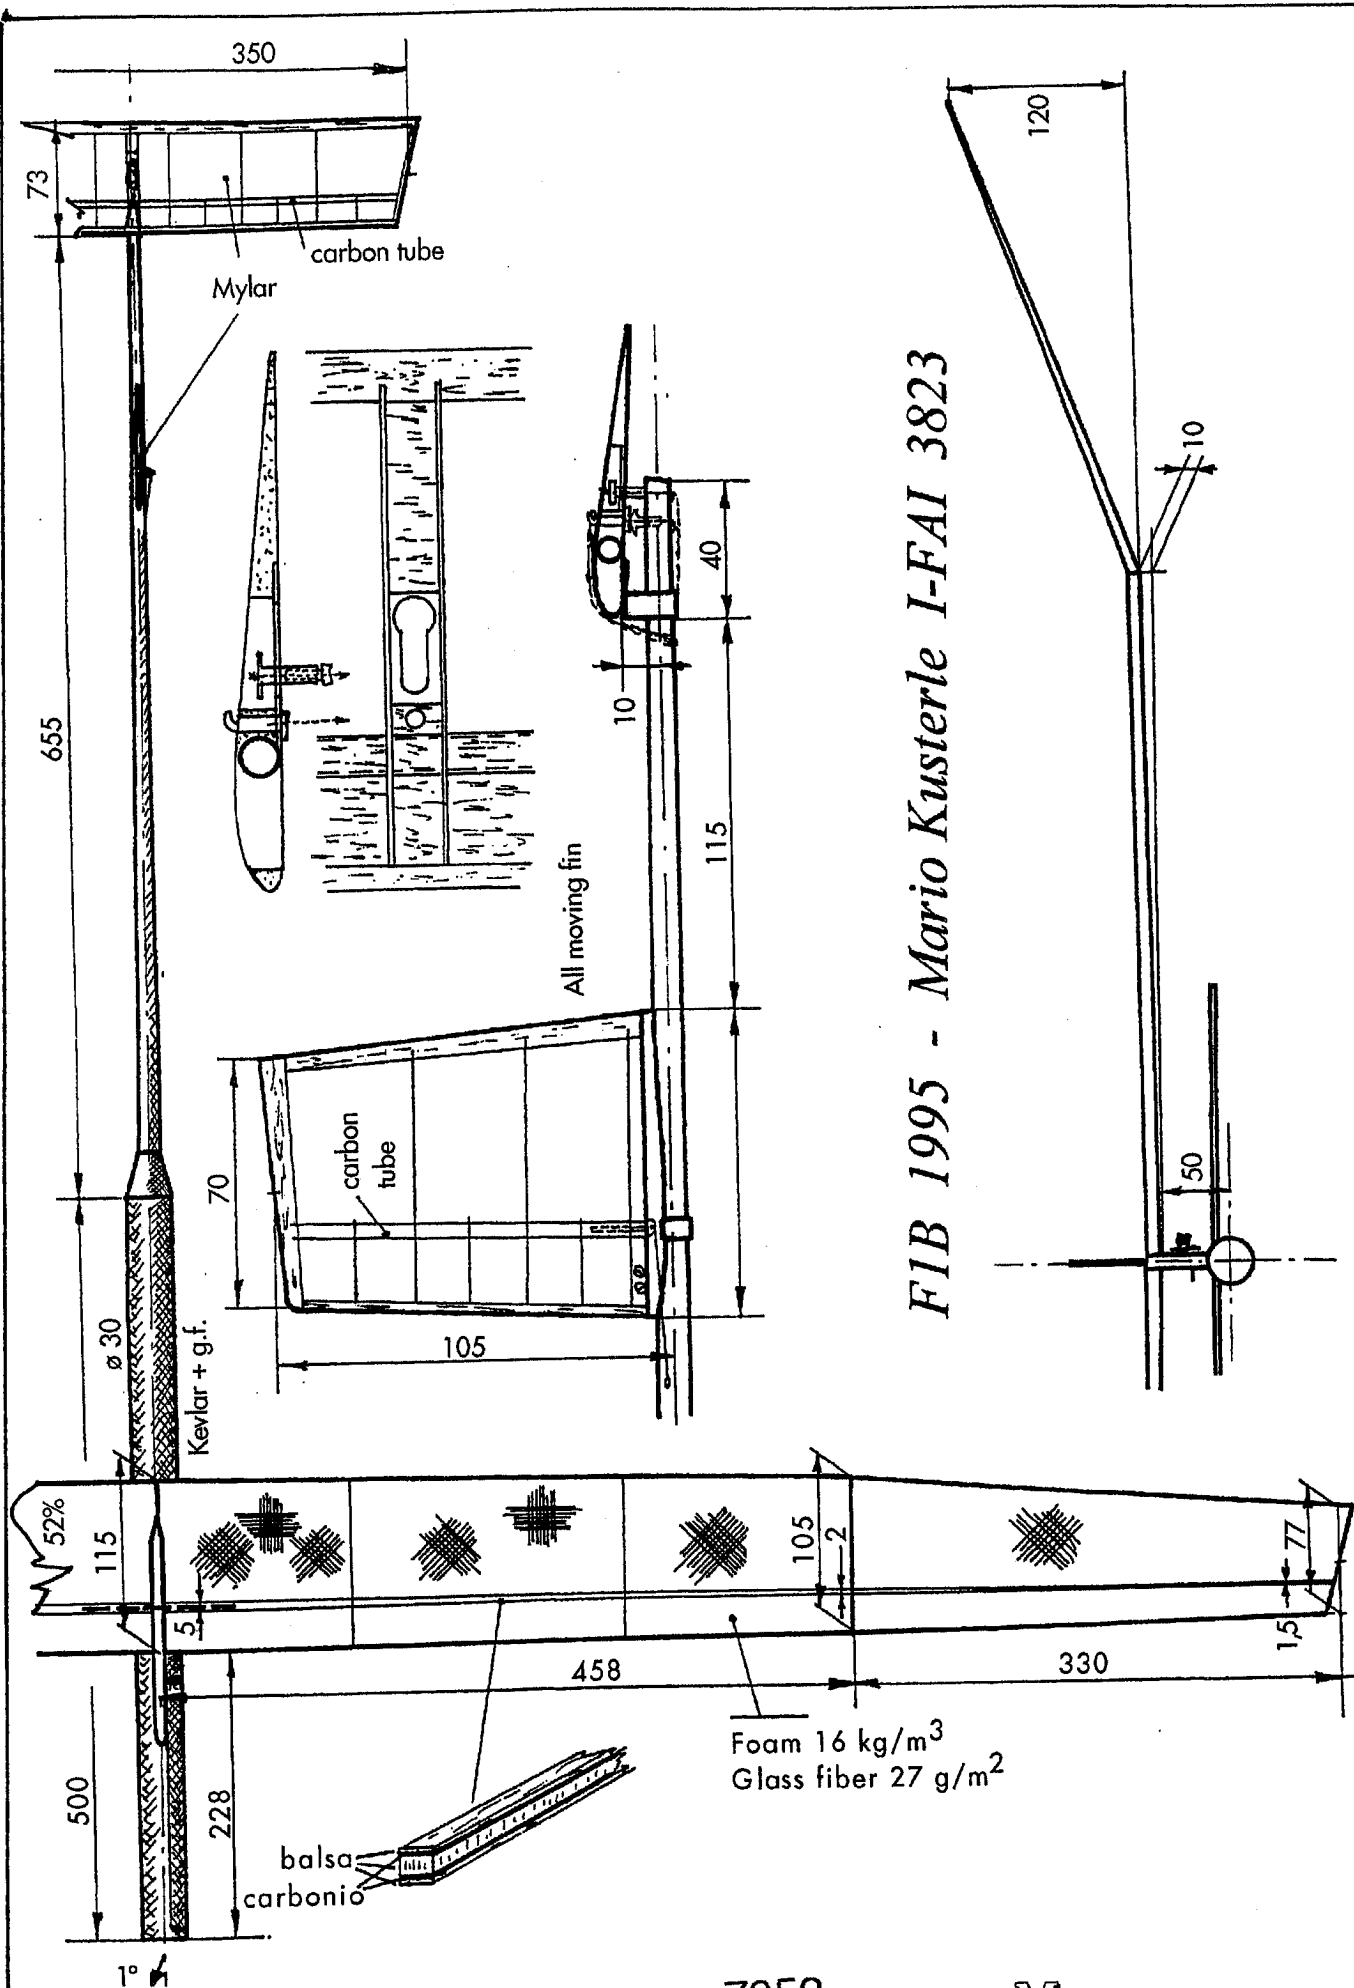 350
73
carbon tube
Mylar
120
655
10
40
10
115
All moving fin
F1B 1995 - Mario Kusterle I-FAI 3823
70
carbon
tube
50
ø 30
Kevlar + g.f.
105
52%
115
5
105
2
77
1,5
458
330
Foam 16 kg/m3
Glass fiber 27 g/m2
500
228
balsa
carbonio
1°